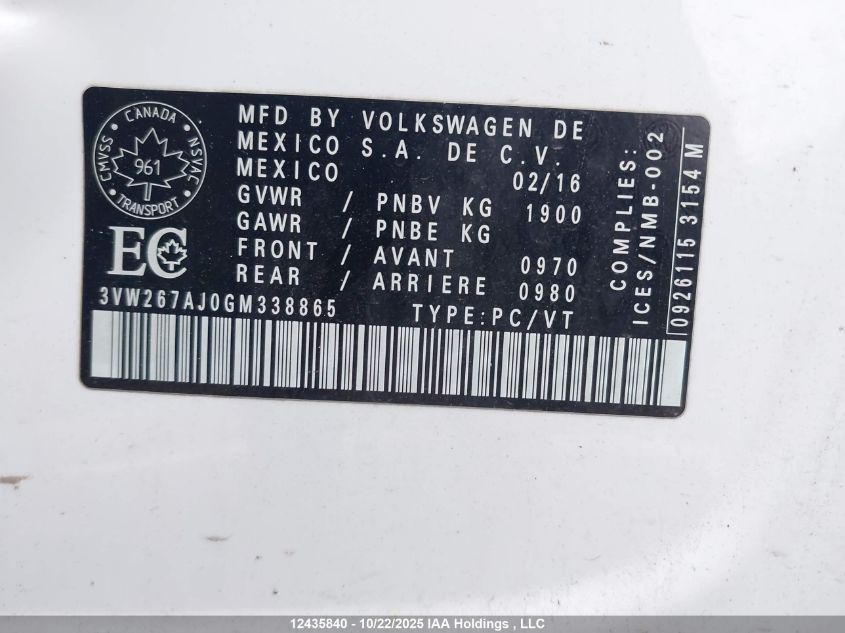 CANADA
CMVSS
NSVAC
961
TRANSPORT
EC
MFD BY VOLKSWAGEN DE
MEXICO S.A. DE C.V.
MEXICO 02/16
GVWR / PNBV KG 1900
GAWR / PNBE KG
FRONT / AVANT 0970
REAR / ARRIERE 0980
3VW267AJ0GM338865 TYPE:PC/VT
COMPLIES:
ICES/NMB-002
0926115 3154 M
12435840 - 10/22/2025 IAA Holdings , LLC